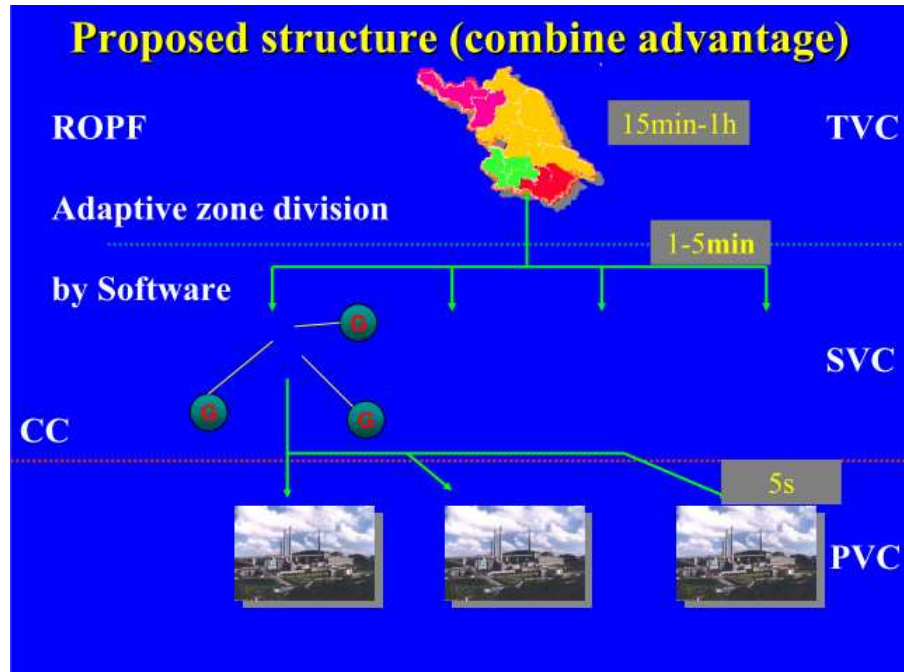 Proposed structure (combine advantage)
ROPF
15min-1h
TVC
Adaptive zone division
1-5min
by Software
G
SVC
G
G
CC
5s
PVC